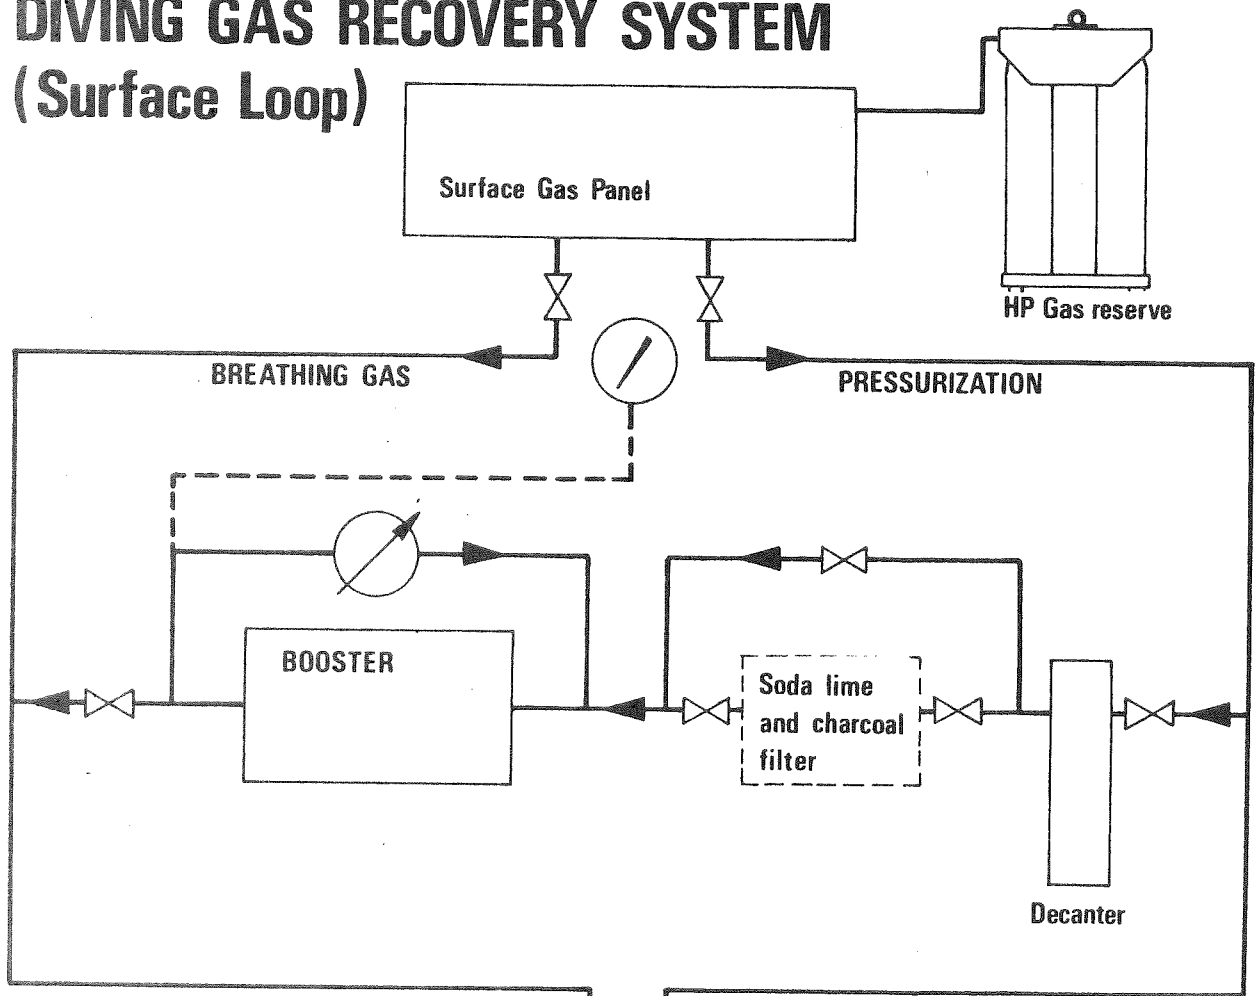 DIVING GAS RECOVERY SYSTEM
(Surface Loop)
Surface Gas Panel
HP Gas reserve
BREATHING GAS
PRESSURIZATION
BOOSTER
Soda lime
and charcoal
filter
Decanter